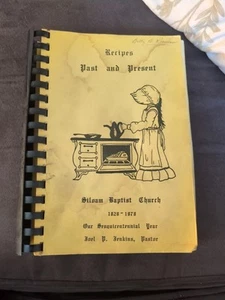 Recipes
Past and Present
Siloam Baptist Church
1828 - 1978
Our Sesquicentennial Year
Joel P. Jenkins, Pastor